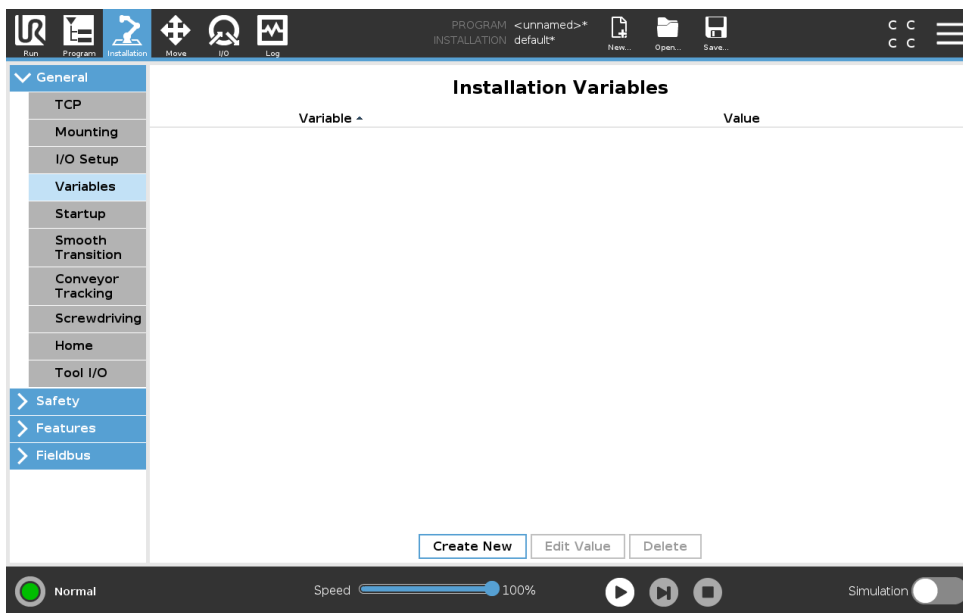 PROGRAM <unnamed>*
INSTALLATION default*
UR
Run Program Installation Move I/O Log New... Open... Save...
C C
C C
General
TCP
Mounting
I/O Setup
Variables
Startup
Smooth
Transition
Conveyor
Tracking
Screwdriving
Home
Tool I/O
Safety
Features
Fieldbus
Installation Variables
Variable Value
Create New Edit Value Delete
Normal Speed 100% Simulation